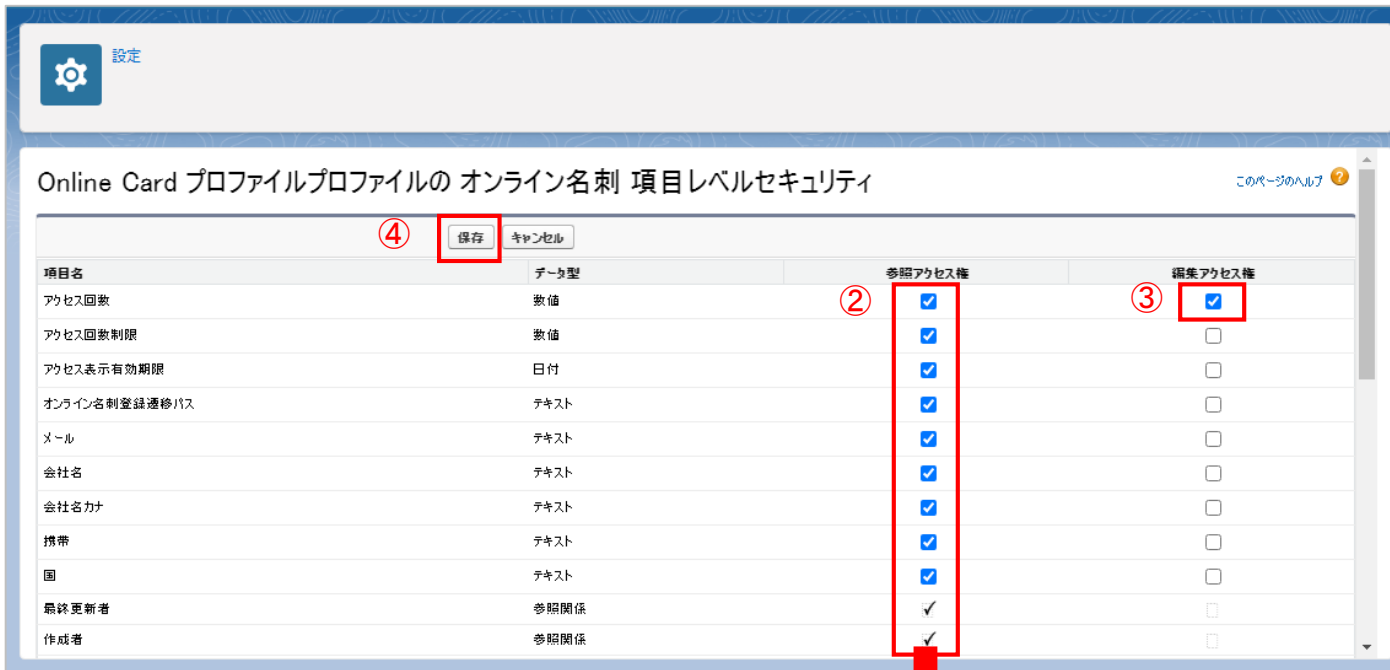 設定
Online Card プロファイルプロファイルの オンライン名刺 項目レベルセキュリティ
このページのヘルプ ?
④ 保存 キャンセル
項目名 データ型 参照アクセス権 編集アクセス権
アクセス回数 数値 ② ③
アクセス回数制限 数値
アクセス表示有効期限 日付
オンライン名刺登録遷移パス テキスト
メール テキスト
会社名 テキスト
会社名カナ テキスト
携帯 テキスト
国 テキスト
最終更新者 参照関係
作成者 参照関係